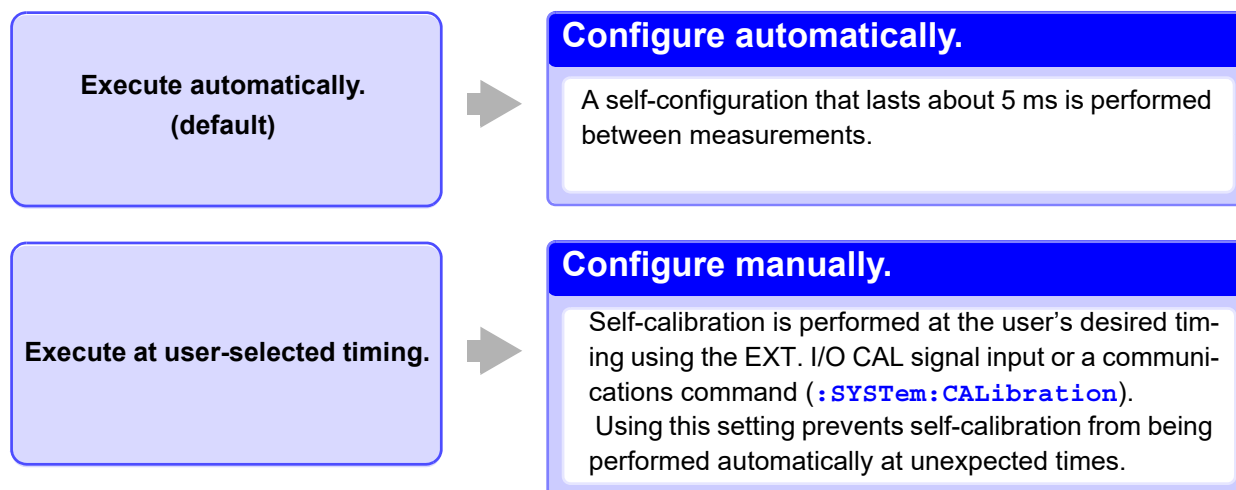 Execute automatically.
(default)
Configure automatically.
A self-configuration that lasts about 5 ms is performed
between measurements.
Execute at user-selected timing.
Configure manually.
Self-calibration is performed at the user's desired tim-
ing using the EXT. I/O CAL signal input or a communi-
cations command (:SYSTem:CALibration).
Using this setting prevents self-calibration from being
performed automatically at unexpected times.